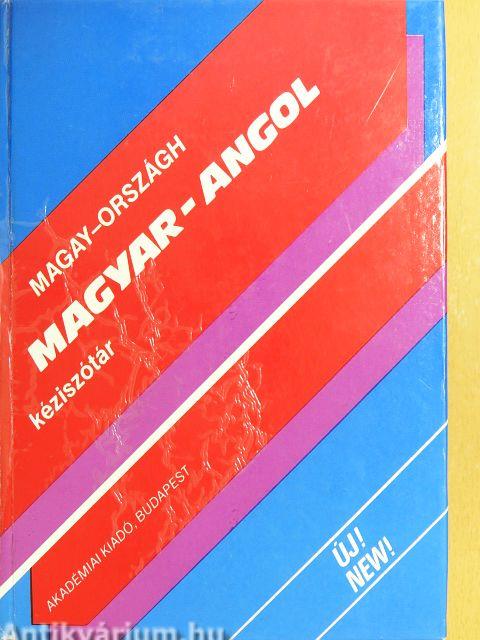 MAGAY–ORSZÁGH
MAGYAR-ANGOL
kéziszótár
AKADÉMIAI KIADÓ, BUDAPEST
ÚJ!
NEW!
Antikvárium.hu